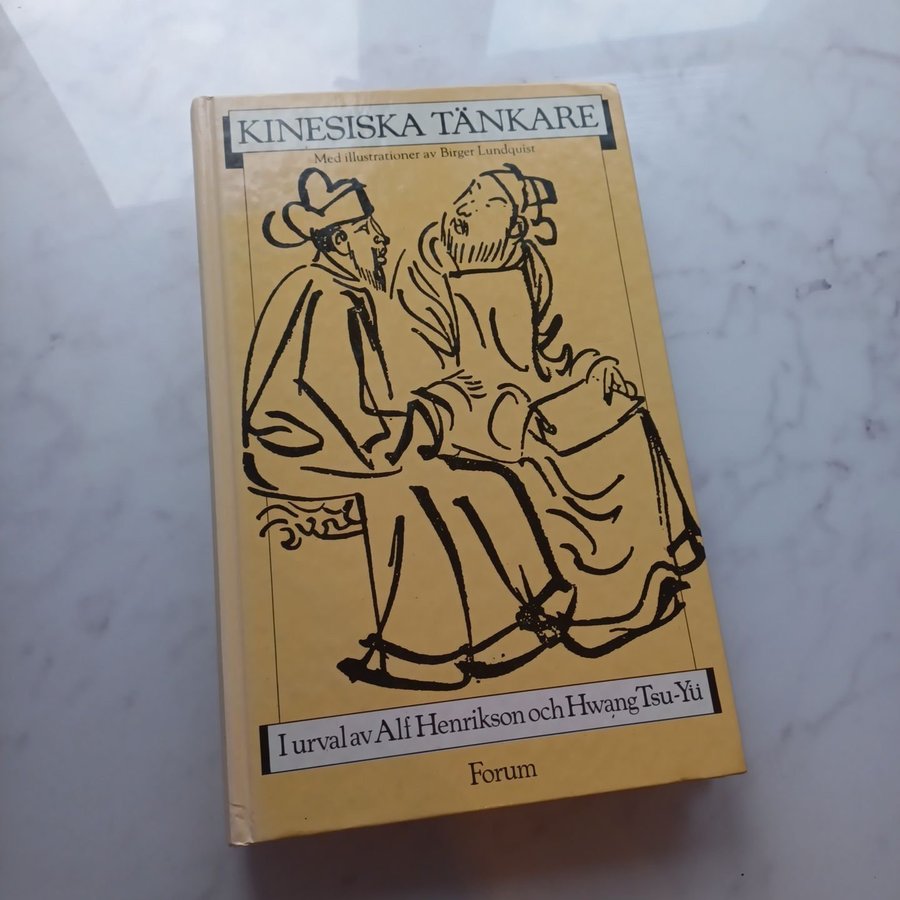 KINESISKA TÄNKARE
Med illustrationer av Birger Lundquist
I urval av Alf Henrikson och Hwang Tsu-Yü
Forum